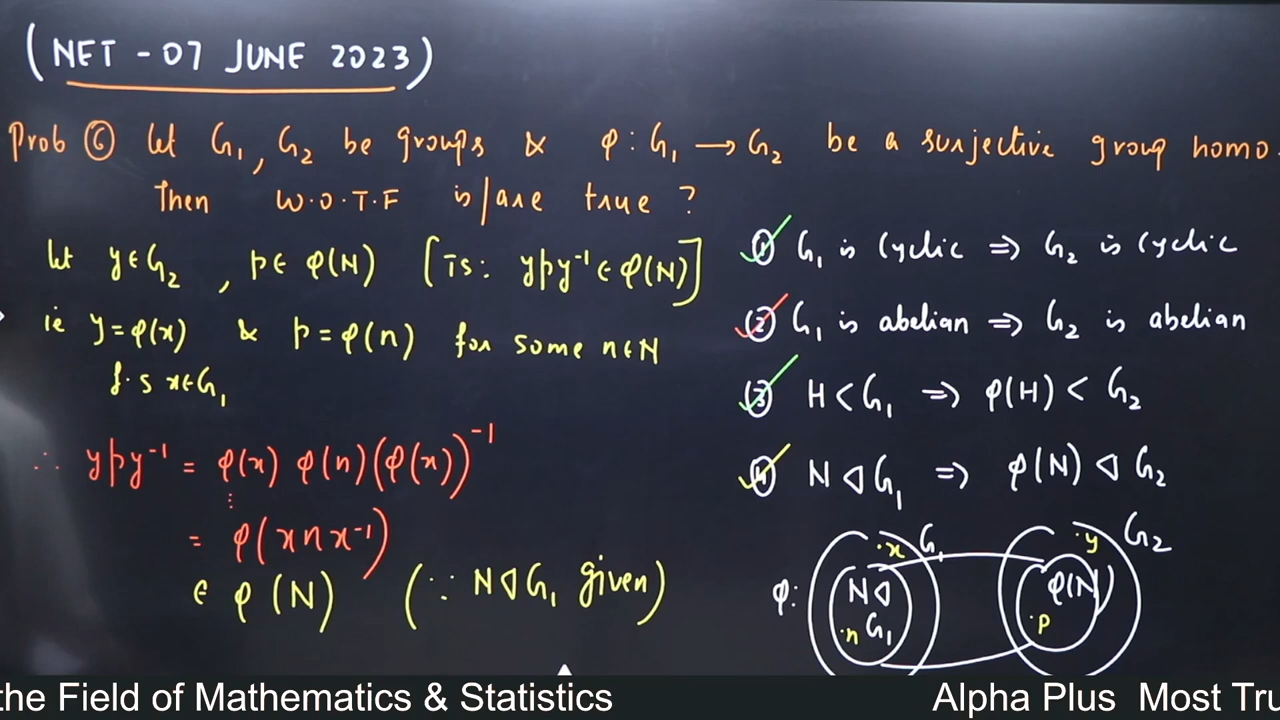 (NET - 07 JUNE 2023)
Prob ⑥ Let G₁, G₂ be groups & φ : G₁ → G₂ be a surjective group homo.
Then W.O.T.F is/are true ?
① G₁ is Cyclic ⇒ G₂ is Cyclic
② G₁ is abelian ⇒ G₂ is abelian
③ H < G₁ ⇒ φ(H) < G₂
④ N ⊲ G₁ ⇒ φ(N) ⊲ G₂
Let y ∈ G₂ , p ∈ φ(N) [TS: ypy⁻¹ ∈ φ(N)]
ie y = φ(x) & p = φ(n) for some n ∈ N
f.s x ∈ G₁
∴ ypy⁻¹ = φ(x) φ(n) (φ(x))⁻¹
⋮
= φ(x n x⁻¹)
∈ φ(N) (∵ N ⊲ G₁ given)
φ: N ⊲ G₁ .n .x G₁ φ(N) .p .y G₂
the Field of Mathematics & Statistics Alpha Plus Most Tru